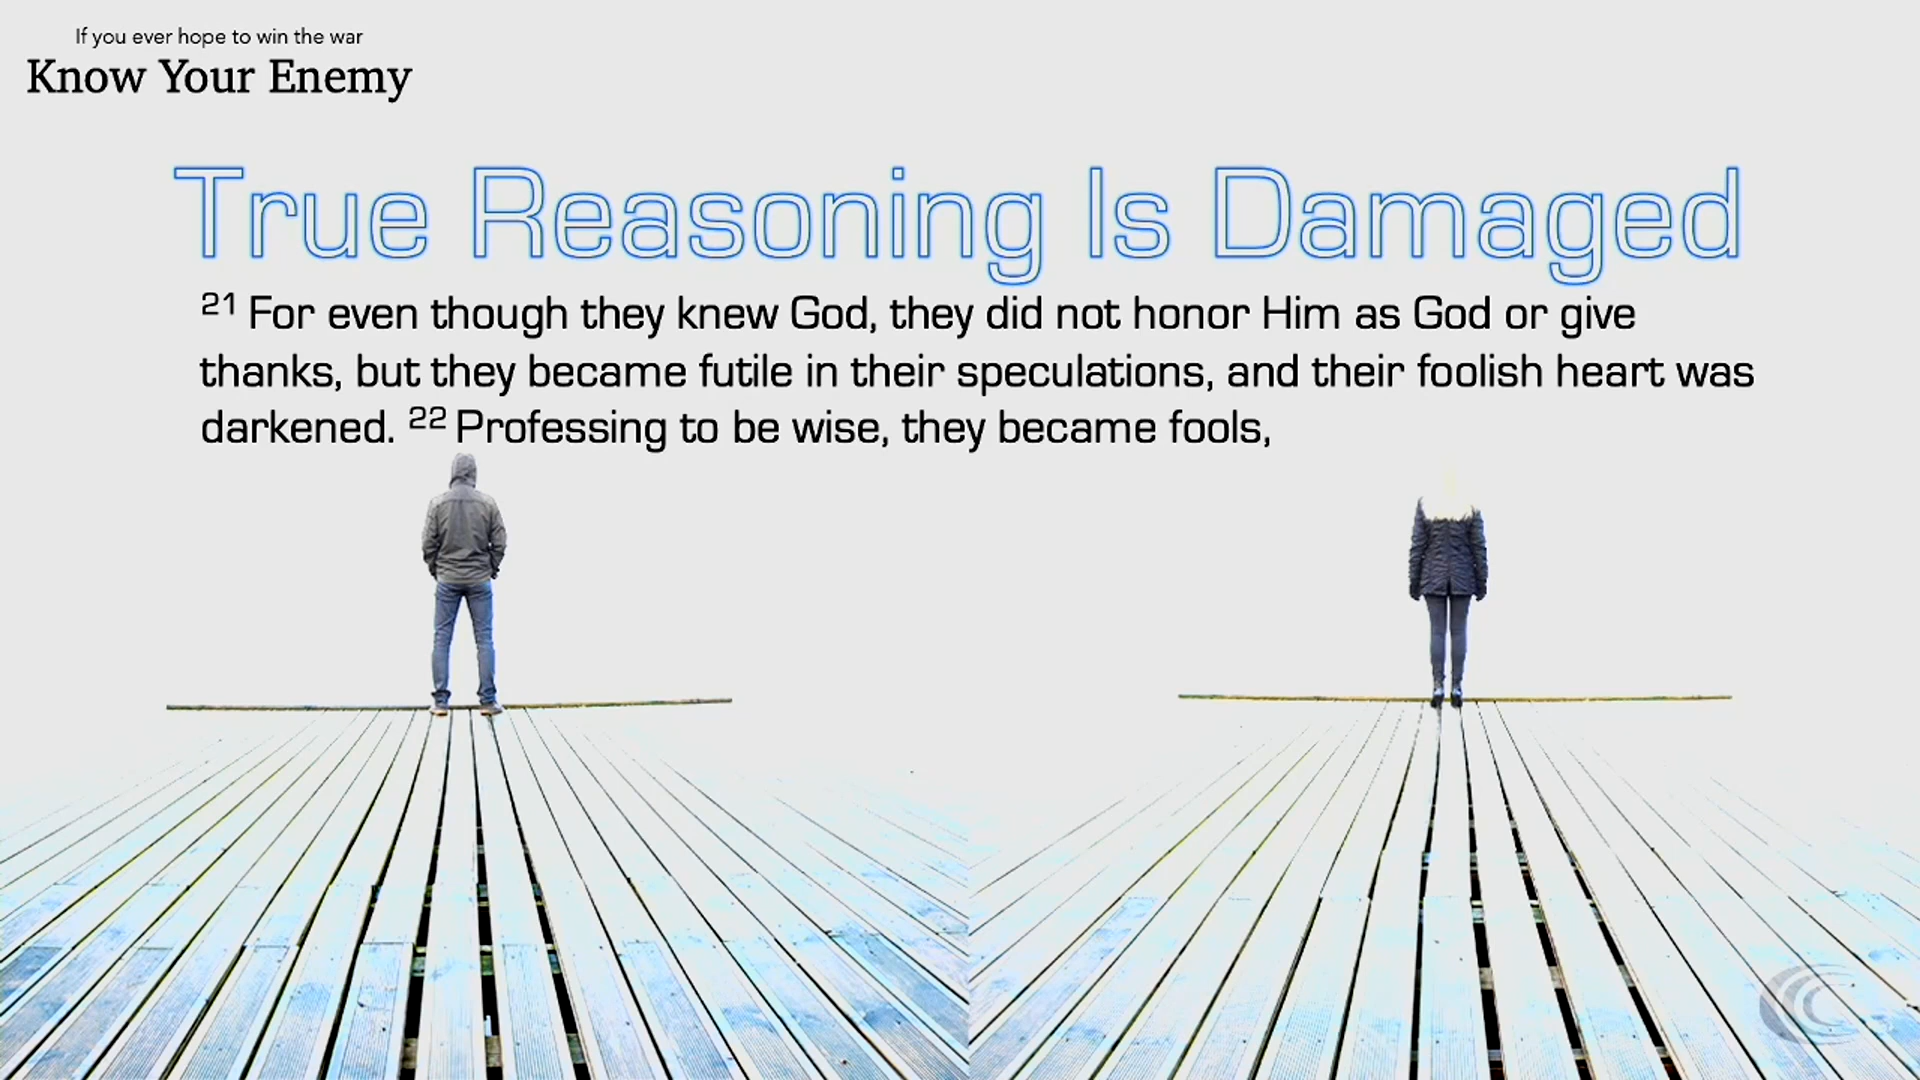 If you ever hope to win the war
Know Your Enemy
True Reasoning Is Damaged
21 For even though they knew God, they did not honor Him as God or give
thanks, but they became futile in their speculations, and their foolish heart was
darkened. 22 Professing to be wise, they became fools,